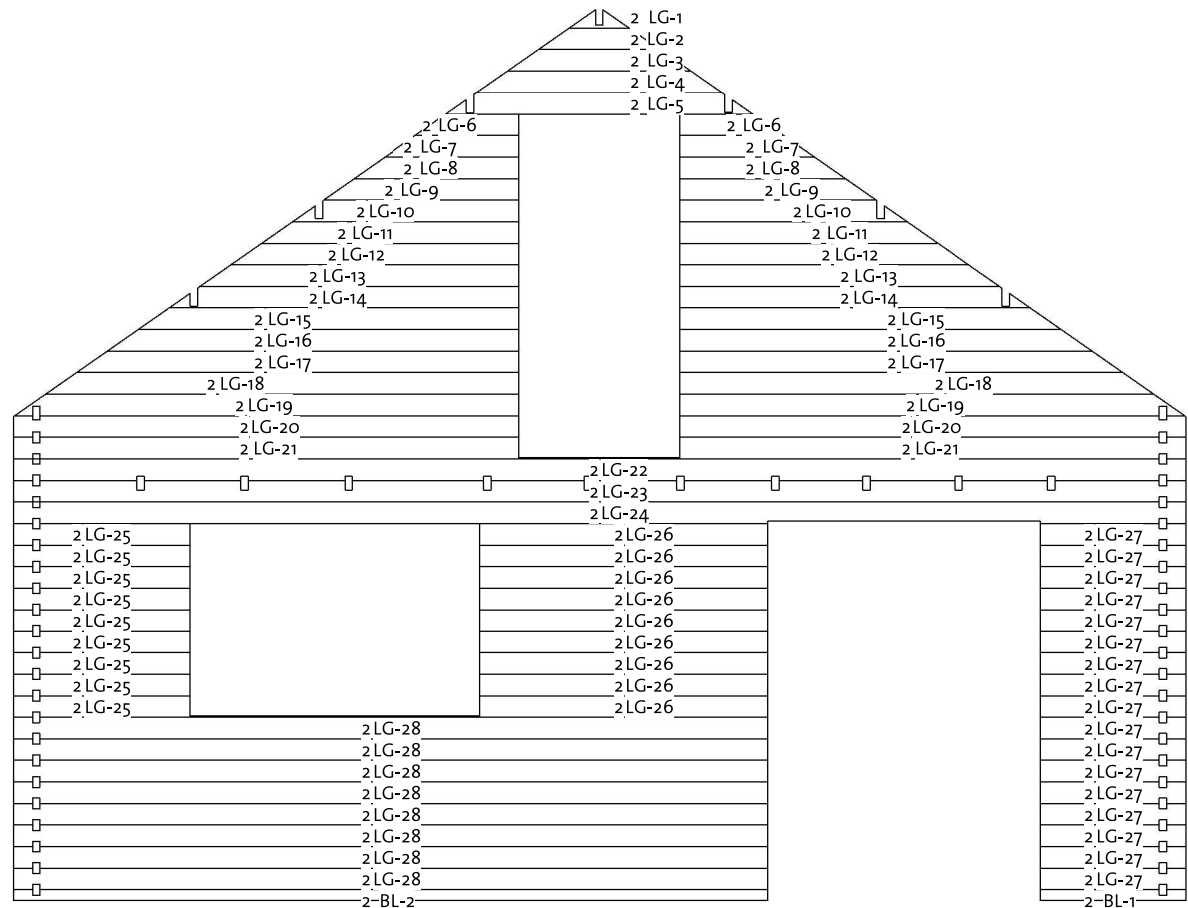 2 LG-1
2 LG-2
2 LG-3
2 LG-4
2 LG-5
2 LG-6 2 LG-6
2 LG-7 2 LG-7
2 LG-8 2 LG-8
2 LG-9 2 LG-9
2 LG-10 2 LG-10
2 LG-11 2 LG-11
2 LG-12 2 LG-12
2 LG-13 2 LG-13
2 LG-14 2 LG-14
2 LG-15 2 LG-15
2 LG-16 2 LG-16
2 LG-17 2 LG-17
2 LG-18 2 LG-18
2 LG-19 2 LG-19
2 LG-20 2 LG-20
2 LG-21 2 LG-21
2 LG-22
2 LG-23
2 LG-24
2 LG-25 2 LG-26 2 LG-27
2 LG-25 2 LG-26 2 LG-27
2 LG-25 2 LG-26 2 LG-27
2 LG-25 2 LG-26 2 LG-27
2 LG-25 2 LG-26 2 LG-27
2 LG-25 2 LG-26 2 LG-27
2 LG-25 2 LG-26 2 LG-27
2 LG-25 2 LG-26 2 LG-27
2 LG-25 2 LG-26 2 LG-27
2 LG-28 2 LG-27
2 LG-28 2 LG-27
2 LG-28 2 LG-27
2 LG-28 2 LG-27
2 LG-28 2 LG-27
2 LG-28 2 LG-27
2 LG-28 2 LG-27
2 LG-28 2 LG-27
2 BL-2 2 BL-1